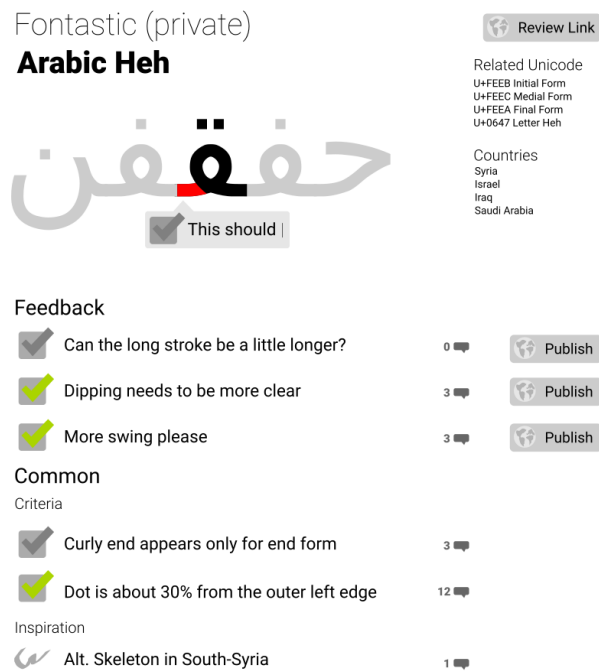 Fontastic (private)
Review Link
Arabic Heh
حفقفن
This should
Related Unicode
U+FEEB Initial Form
U+FEEC Medial Form
U+FEEA Final Form
U+0647 Letter Heh
Countries
Syria
Israel
Iraq
Saudi Arabia
Feedback
Can the long stroke be a little longer? 0 Publish
Dipping needs to be more clear 3 Publish
More swing please 3 Publish
Common
Criteria
Curly end appears only for end form 3
Dot is about 30% from the outer left edge 12
Inspiration
Alt. Skeleton in South-Syria 1